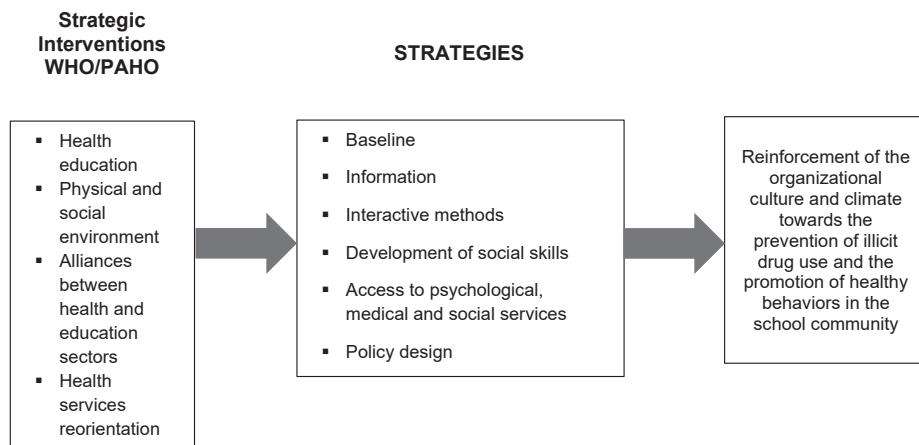 Strategic
Interventions
WHO/PAHO
STRATEGIES
▪ Health
education
▪ Physical and
social
environment
▪ Alliances
between
health and
education
sectors
▪ Health
services
reorientation
▪ Baseline
▪ Information
▪ Interactive methods
▪ Development of social skills
▪ Access to psychological,
medical and social services
▪ Policy design
Reinforcement of the
organizational
culture and climate
towards the
prevention of illicit
drug use and the
promotion of healthy
behaviors in the
school community